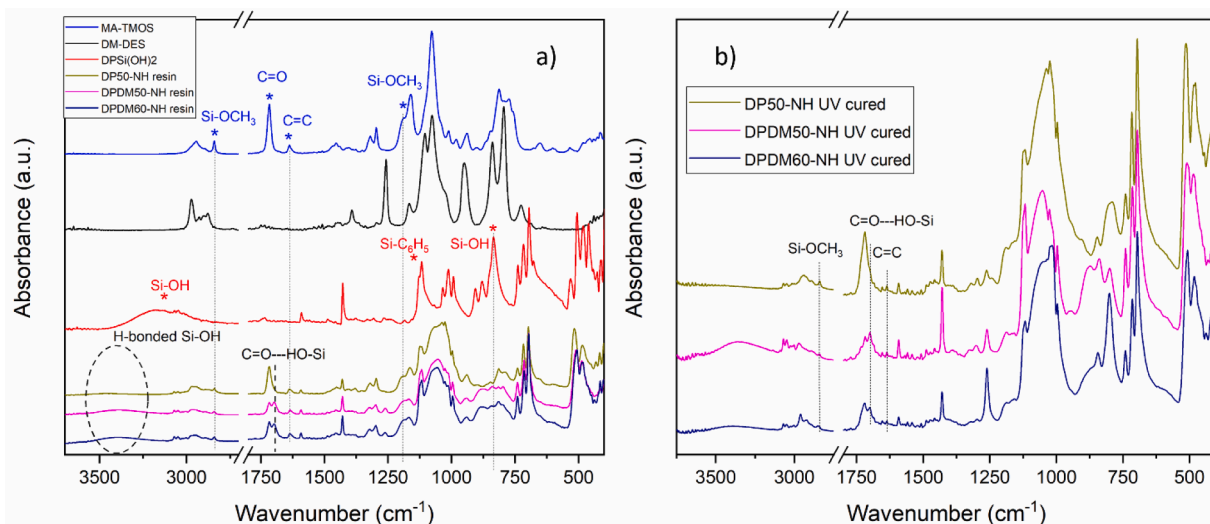 MA-TMOS
DM-DES
DPSi(OH)2
DP50-NH resin
DPDM50-NH resin
DPDM60-NH resin
a)
Si-OCH₃
C=O
C=C
Si-OCH₃
Si-OH
Si-C₆H₅
Si-OH
H-bonded Si-OH
C=O---HO-Si
Absorbance (a.u.)
3500 3000 1750 1500 1250 1000 750 500
Wavenumber (cm⁻¹)
b)
DP50-NH UV cured
DPDM50-NH UV cured
DPDM60-NH UV cured
C=O---HO-Si
Si-OCH₃
C=C
Absorbance (a.u.)
3500 3000 1750 1500 1250 1000 750 500
Wavenumber (cm⁻¹)